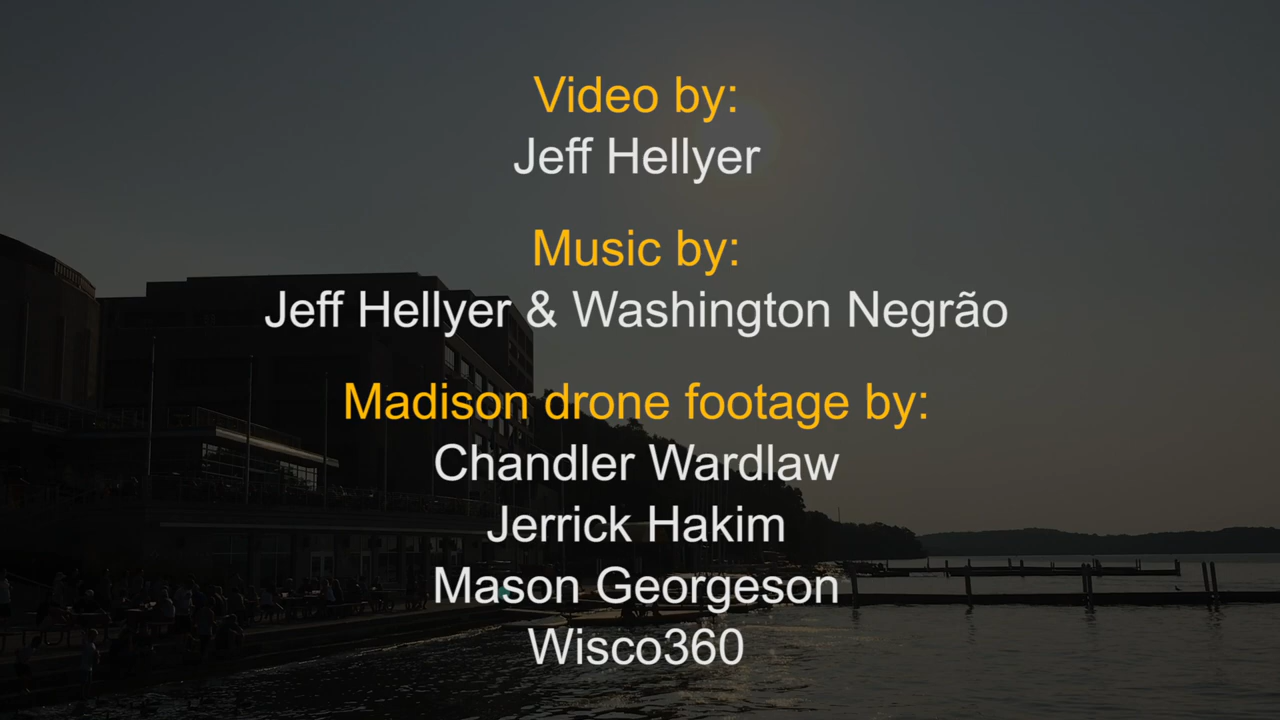 Video by:
Jeff Hellyer
Music by:
Jeff Hellyer & Washington Negrão
Madison drone footage by:
Chandler Wardlaw
Jerrick Hakim
Mason Georgeson
Wisco360